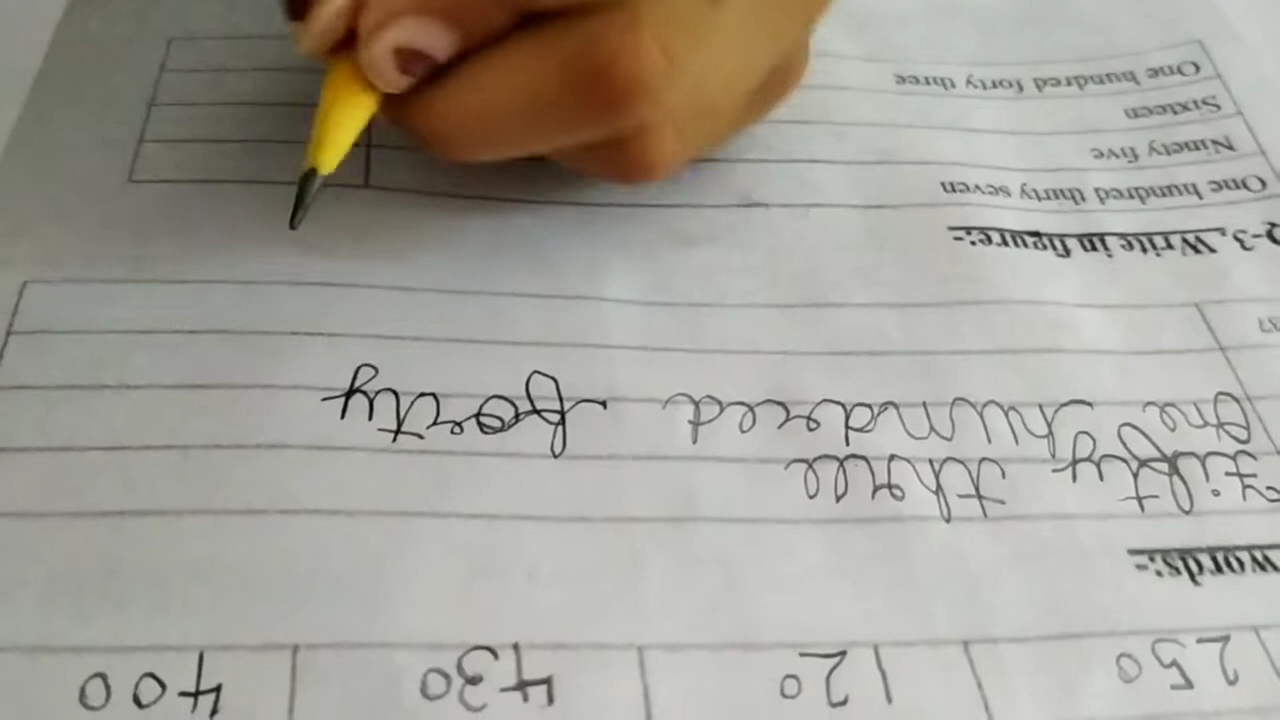 250 120 430 400
words:-
Fifty three
One hundred forty
37
Q-3. Write in figure:-
One hundred thirty seven
Ninety five
Sixteen
One hundred forty three